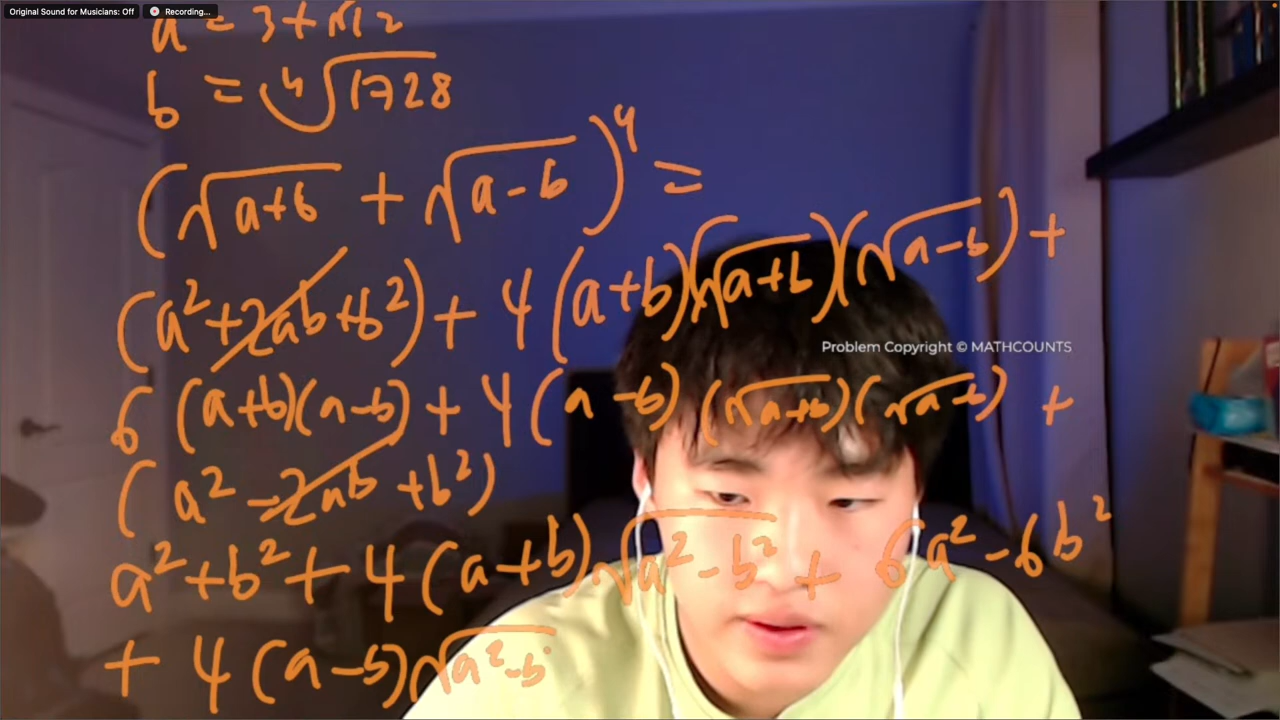 Original Sound for Musicians: Off
Recording...
a = 3 + √12
b = ⁴√1728
(√(a+b) + √(a-b))⁴ =
(a² + 2ab + b²) + 4(a+b)(√(a+b))(√(a-b)) +
Problem Copyright © MATHCOUNTS
6(a+b)(a-b) + 4(a-b)(√(a+b))(√(a-b)) +
(a² - 2ab + b²)
a² + b² + 4(a+b)√(a²-b²) + 6a² - 6b²
+ 4(a-b)√(a²-b